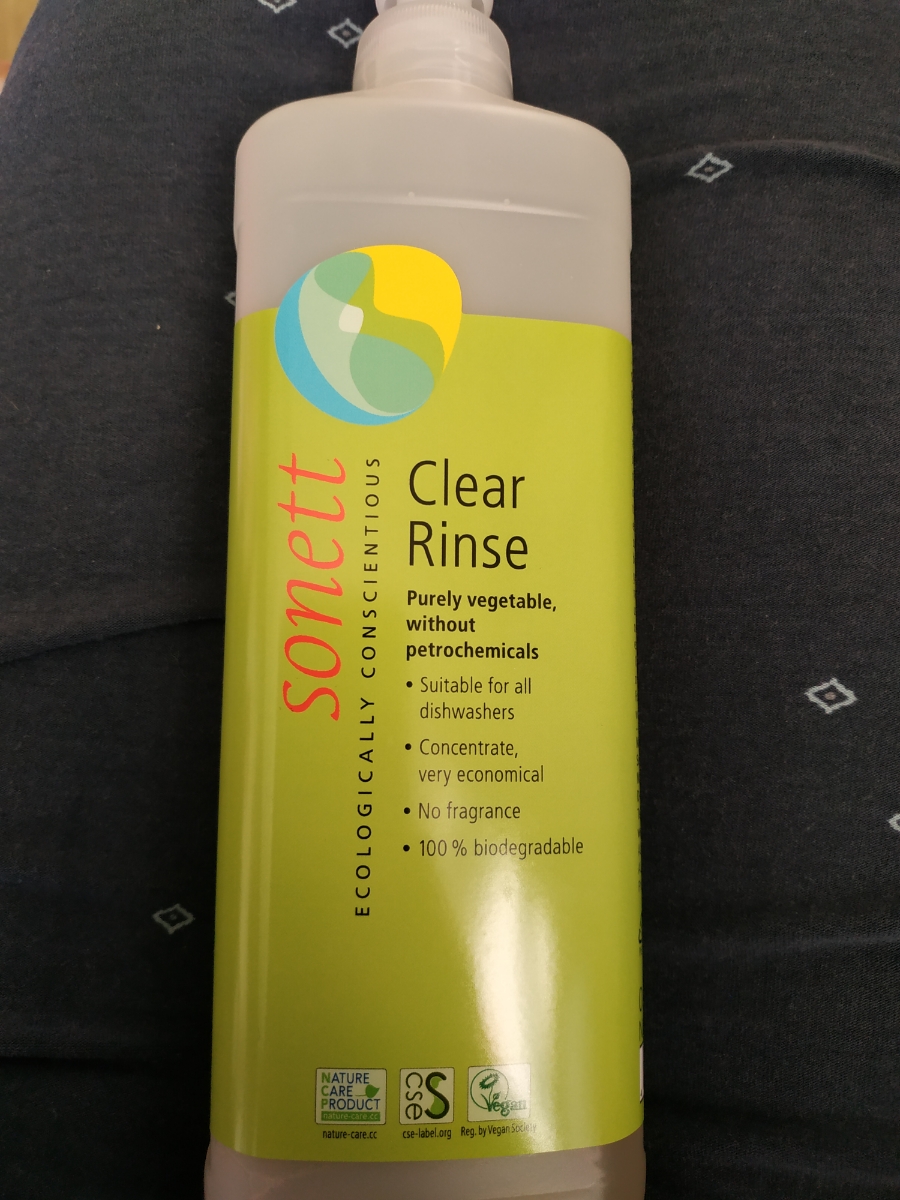 sonett
ECOLOGICALLY CONSCIENTIOUS
Clear
Rinse
Purely vegetable,
without
petrochemicals
• Suitable for all
dishwashers
• Concentrate,
very economical
• No fragrance
• 100 % biodegradable
NATURE
CARE
PRODUCT
nature-care.cc
nature-care.cc
cse
cse-label.org
Vegan
Reg. by Vegan Society